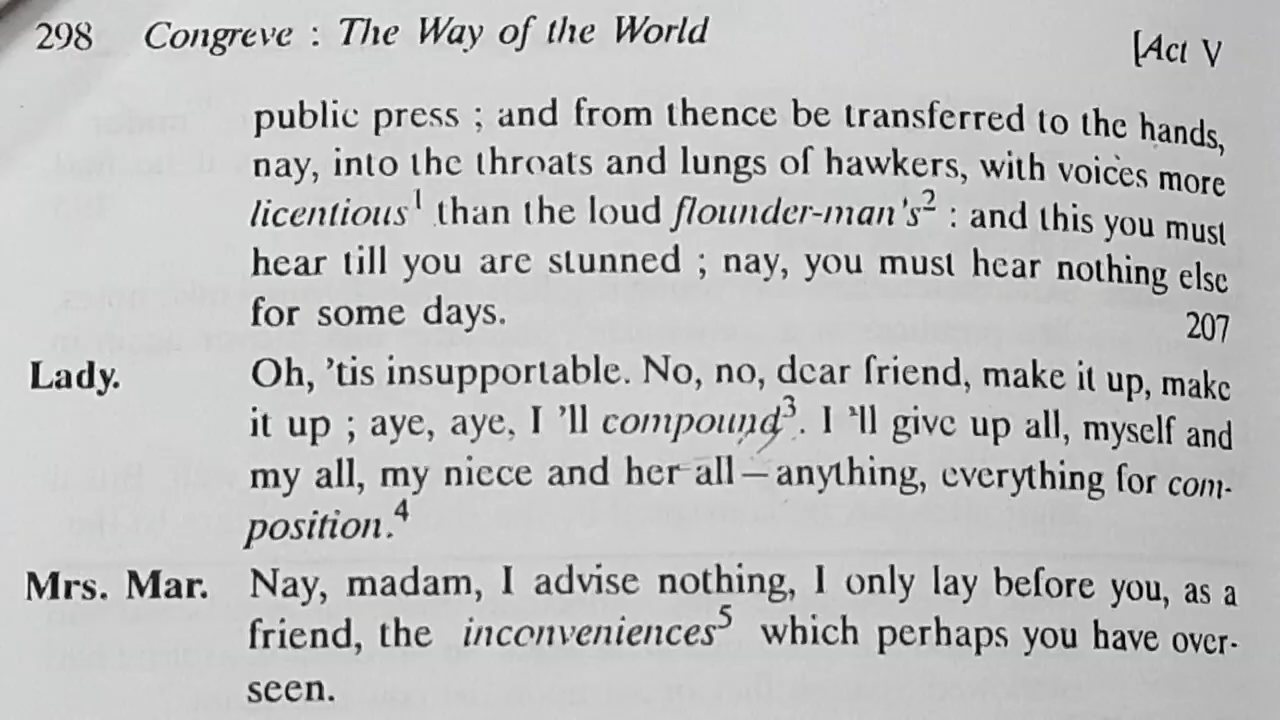 298 Congreve : The Way of the World [Act V
public press ; and from thence be transferred to the hands,
nay, into the throats and lungs of hawkers, with voices more
licentious¹ than the loud flounder-man's² : and this you must
hear till you are stunned ; nay, you must hear nothing else
for some days. 207
Lady. Oh, 'tis insupportable. No, no, dear friend, make it up, make
it up ; aye, aye, I 'll compound³. I 'll give up all, myself and
my all, my niece and her all—anything, everything for com-
position.⁴
Mrs. Mar. Nay, madam, I advise nothing, I only lay before you, as a
friend, the inconveniences⁵ which perhaps you have over-
seen.